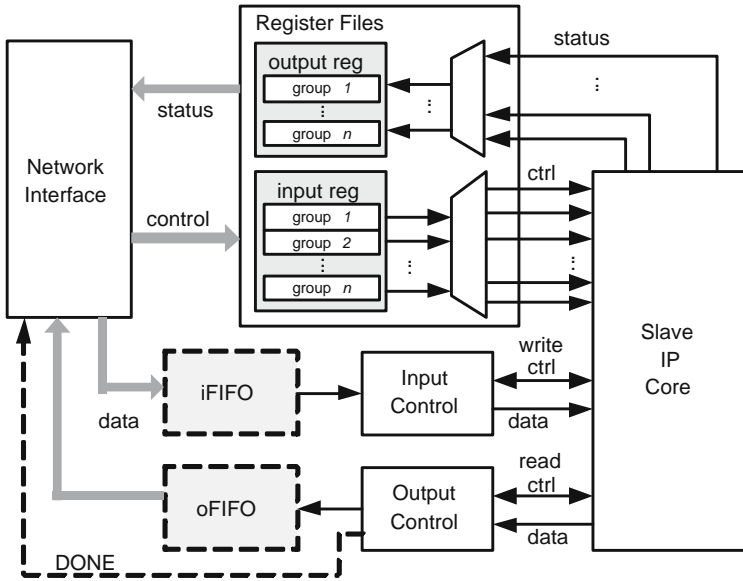 Register Files
output reg
group 1
group n
status
status
Network
Interface
control
input reg
group 1
group 2
group n
ctrl
Slave
IP
Core
iFIFO
data
Input
Control
write
ctrl
data
oFIFO
Output
Control
read
ctrl
data
DONE